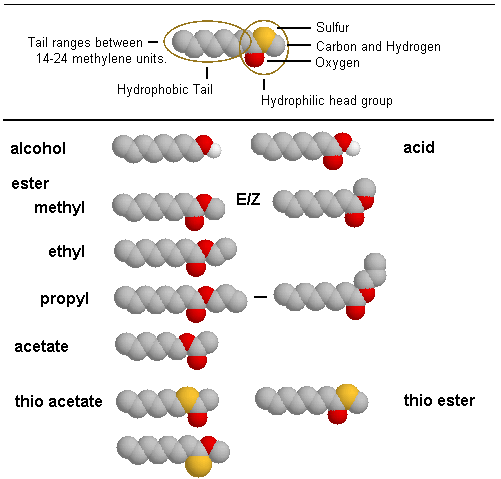 Sulfur
Tail ranges between
14-24 methylene units.
Carbon and Hydrogen
Oxygen
Hydrophobic Tail
Hydrophilic head group
alcohol
acid
ester
methyl
E/Z
ethyl
propyl
acetate
thio acetate
thio ester